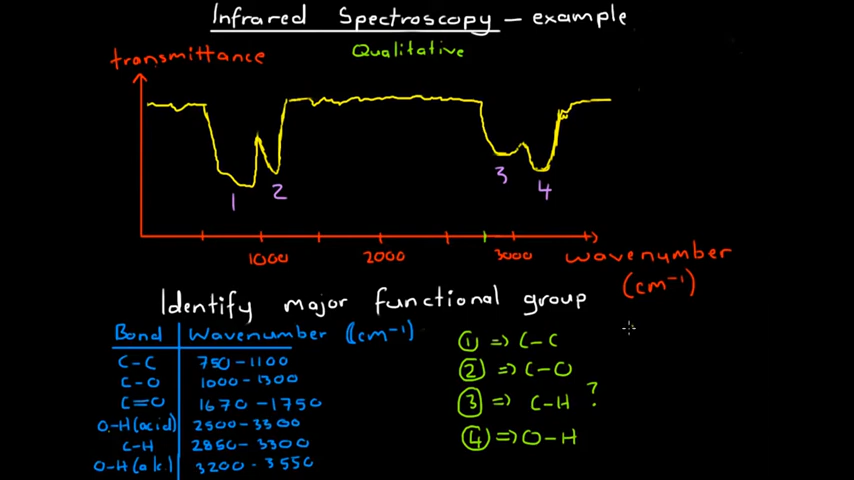 Infrared Spectroscopy – example
transmittance
Qualitative
1 2 3 4
1000 2000 3000 wavenumber
(cm⁻¹)
Identify major functional group
Bond Wavenumber (cm⁻¹)
C-C 750-1100
C-O 1000-1300
C=O 1670-1750
O-H (acid) 2500-3300
C-H 2850-3300
O-H (alc.) 3200-3550
① => C-C
② => C-O
③ => C-H ?
④ => O-H